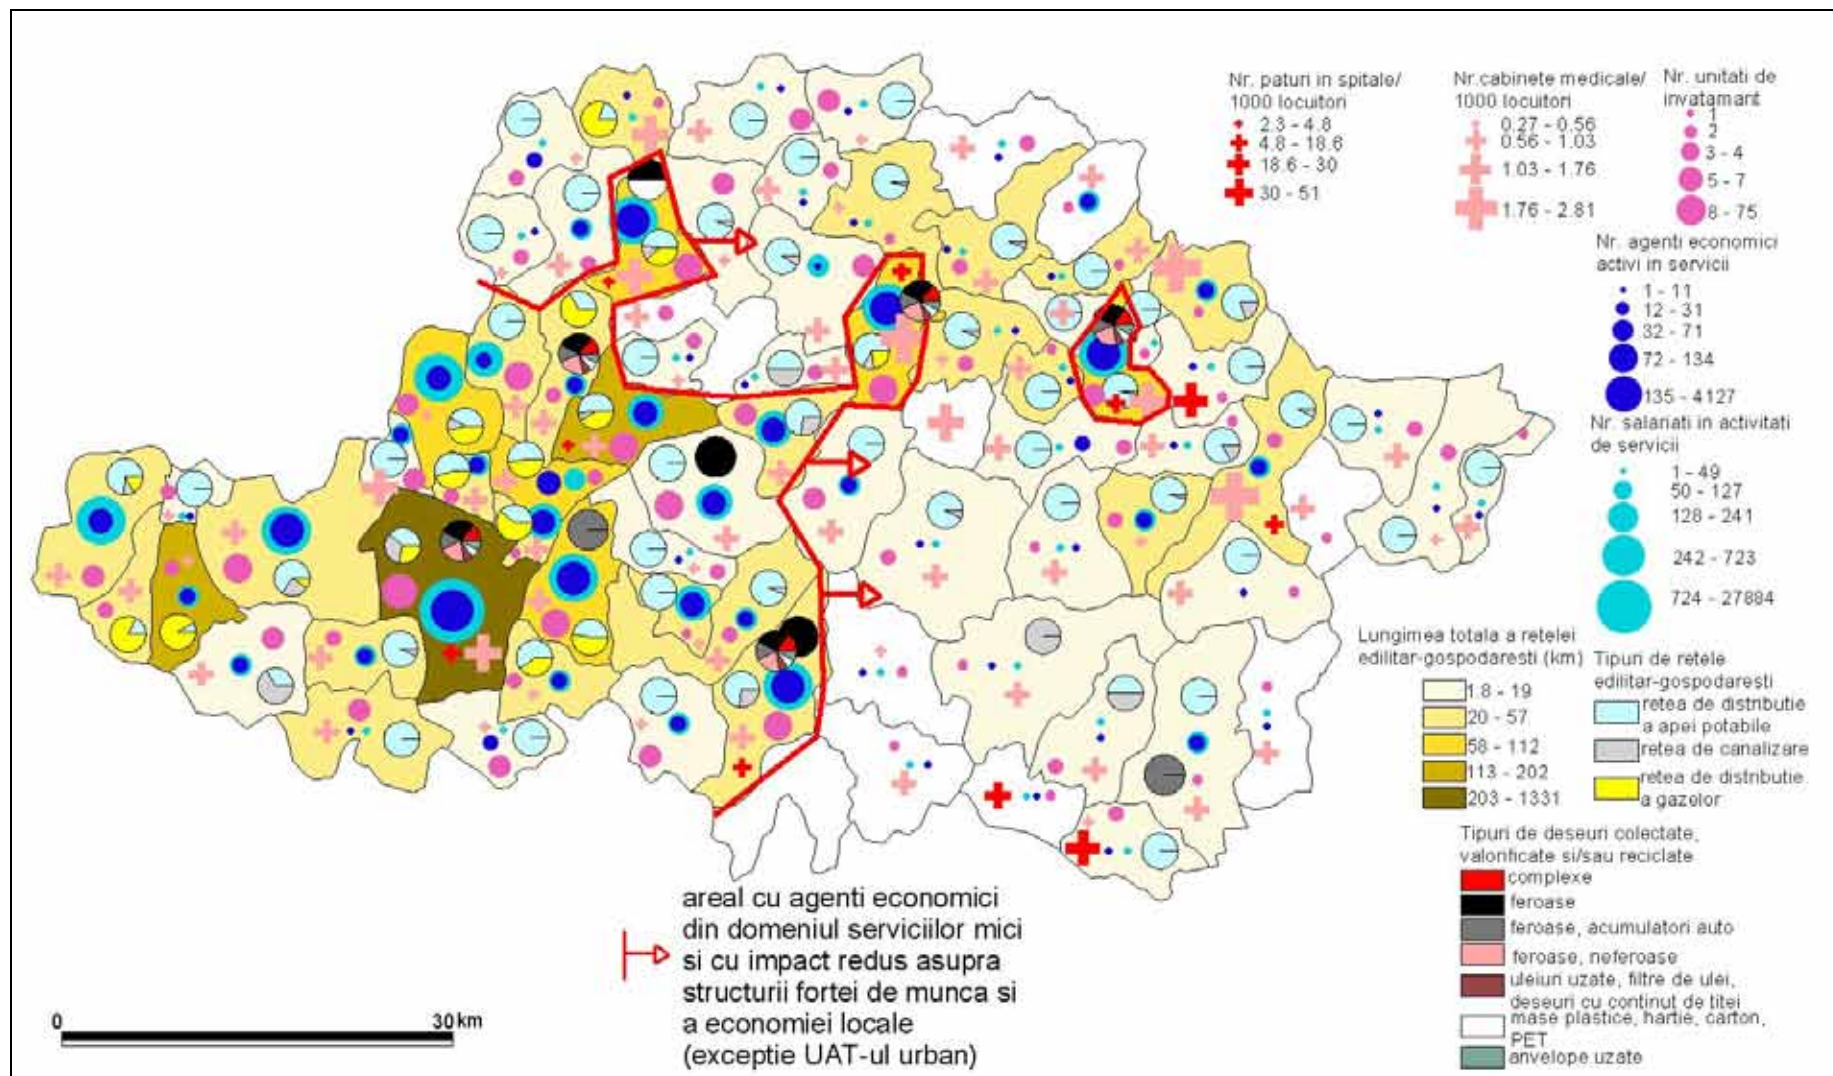 Nr. paturi in spitale/
1000 locuitori
2.3 - 4.8
4.8 - 18.6
18.6 - 30
30 - 51
Nr.cabinete medicale/
1000 locuitori
0.27 - 0.56
0.56 - 1.03
1.03 - 1.76
1.76 - 2.81
Nr. unitati de
invatamant
1
2
3 - 4
5 - 7
8 - 75
Nr. agenti economici
activi in servicii
1 - 11
12 - 31
32 - 71
72 - 134
135 - 4127
Nr. salariati in activitati
de servicii
1 - 49
50 - 127
128 - 241
242 - 723
724 - 27884
Lungimea totala a retelei
edilitar-gospodaresti (km)
1.8 - 19
20 - 57
58 - 112
113 - 202
203 - 1331
Tipuri de retele
edilitar-gospodaresti
retea de distributie
a apei potabile
retea de canalizare
retea de distributie
a gazelor
Tipuri de deseuri colectate,
valorificate si/sau reciclate
complexe
feroase
feroase, acumulatori auto
feroase, neferoase
uleiuri uzate, filtre de ulei,
deseuri cu continut de titei
mase plastice, hartie, carton,
PET
anvelope uzate
areal cu agenti economici
din domeniul serviciilor mici
si cu impact redus asupra
structurii fortei de munca si
a economiei locale
(exceptie UAT-ul urban)
0 30 km